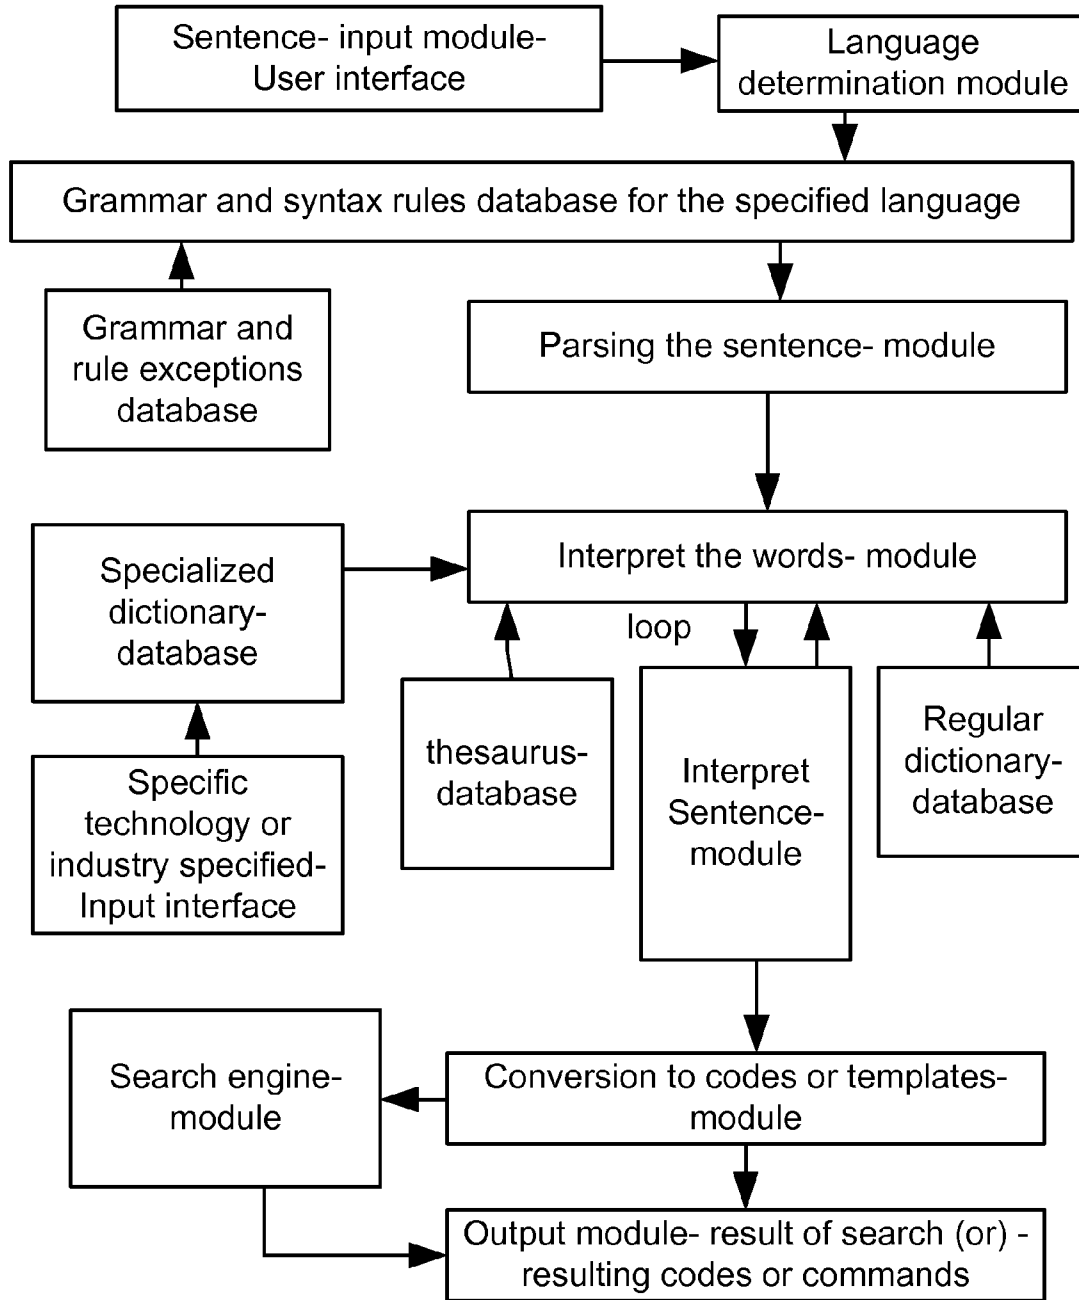 Sentence- input module-
User interface
Language
determination module
Grammar and syntax rules database for the specified language
Grammar and
rule exceptions
database
Parsing the sentence- module
Specialized
dictionary-
database
Interpret the words- module
loop
thesaurus-
database
Interpret
Sentence-
module
Regular
dictionary-
database
Specific
technology or
industry specified-
Input interface
Search engine-
module
Conversion to codes or templates-
module
Output module- result of search (or) -
resulting codes or commands